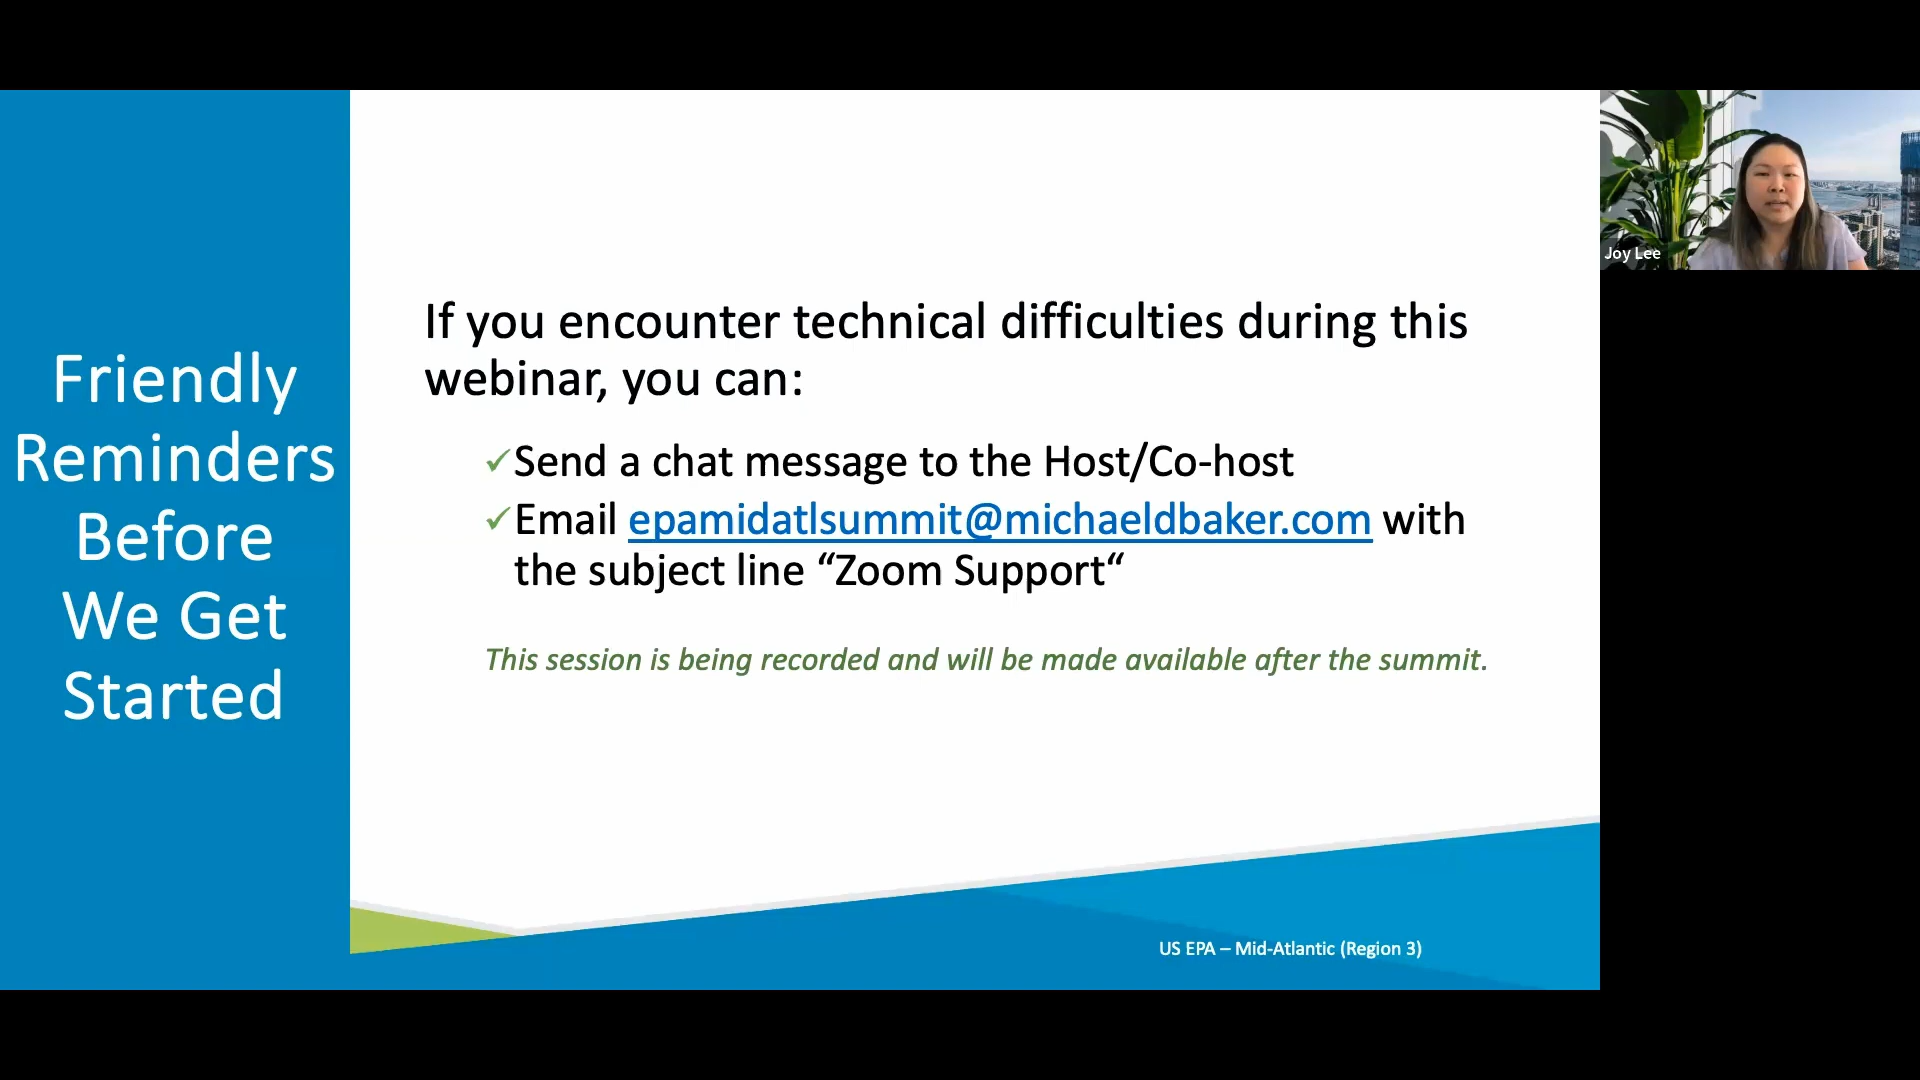 Friendly
Reminders
Before
We Get
Started
If you encounter technical difficulties during this
webinar, you can:
✓Send a chat message to the Host/Co-host
✓Email epamidatlsummit@michaeldbaker.com with
the subject line “Zoom Support“
This session is being recorded and will be made available after the summit.
US EPA – Mid-Atlantic (Region 3)
Joy Lee